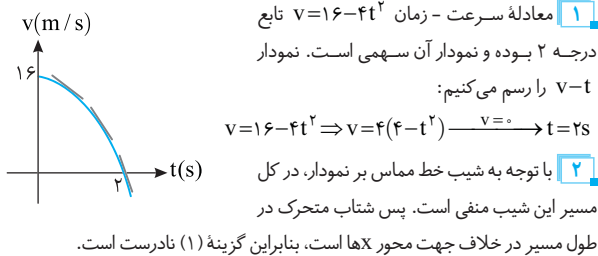 ۱ معادلهٔ سرعت - زمان v=۱۶-۴t² تابع
درجه ۲ بوده و نمودار آن سهمی است. نمودار
v-t را رسم می‌کنیم:
v=۱۶-۴t² ⇒ v=۴(۴-t²) —v=۰→ t=۲s
۲ با توجه به شیب خط مماس بر نمودار، در کل
مسیر این شیب منفی است. پس شتاب متحرک در
طول مسیر در خلاف جهت محور xها است، بنابراین گزینهٔ (۱) نادرست است.
v(m/s)
۱۶
۲
t(s)